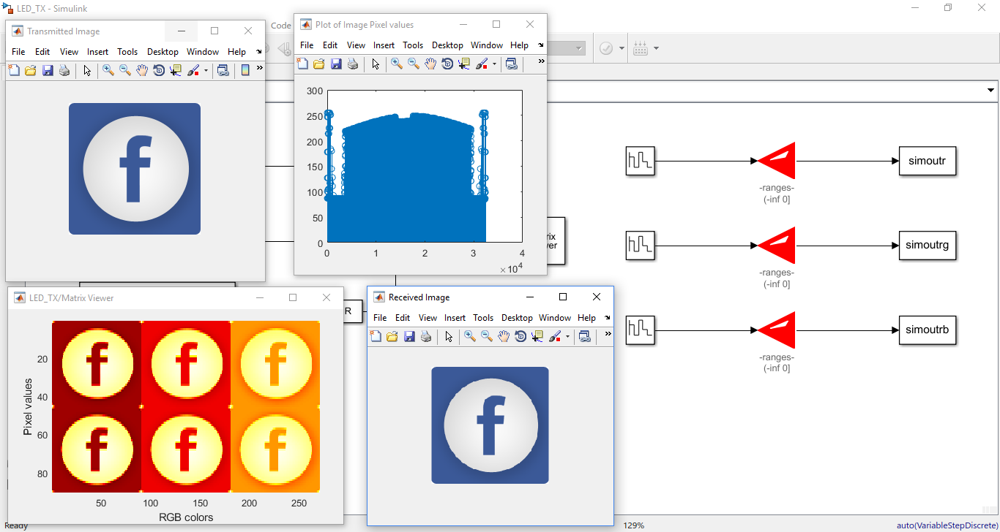 LED_TX - Simulink
Code
Transmitted Image
File Edit View Insert Tools Desktop Window Help
f
Plot of Image Pixel values
File Edit View Insert Tools Desktop Window Help
300
250
200
150
100
50
0
0 1 2 3 4
×10^4
simoutr
-ranges-
(-inf 0]
simoutrg
-ranges-
(-inf 0]
simoutrb
-ranges-
(-inf 0]
R
LED_TX/Matrix Viewer
f f f
f f f
20
40
60
80
Pixel values
50 100 150 200 250
RGB colors
Received Image
File Edit View Insert Tools Desktop Window Help
f
Ready
129%
auto(VariableStepDiscrete)